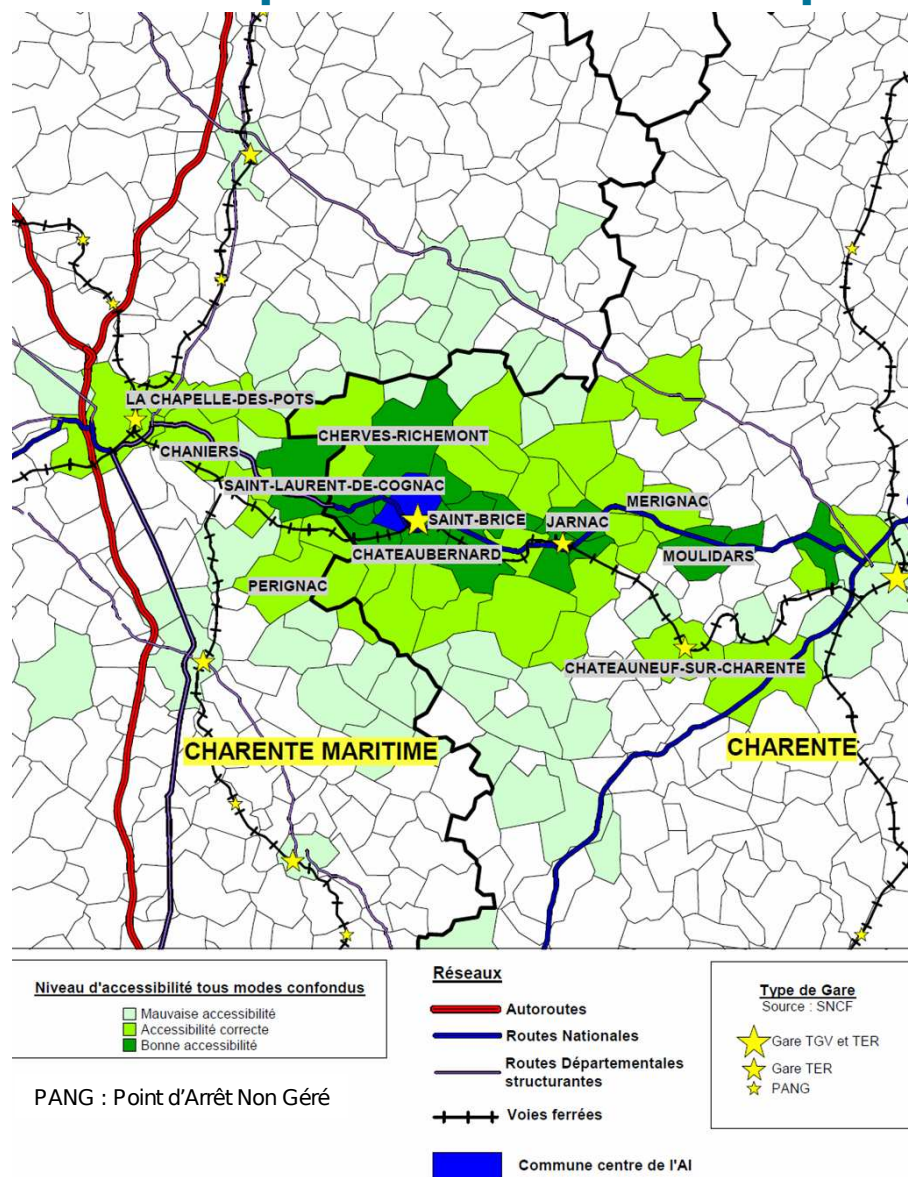 LA CHAPELLE-DES-POTS
CHANIERS
CHERVES-RICHEMONT
SAINT-LAURENT-DE-COGNAC
SAINT-BRICE
JARNAC
MERIGNAC
CHATEAUBERNARD
MOULIDARS
PERIGNAC
CHATEAUNEUF-SUR-CHARENTE
CHARENTE MARITIME
CHARENTE
Niveau d'accessibilité tous modes confondus
Mauvaise accessibilité
Accessibilité correcte
Bonne accessibilité
PANG : Point d'Arrêt Non Géré
Réseaux
Autoroutes
Routes Nationales
Routes Départementales
structurantes
Voies ferrées
Commune centre de l'AI
Type de Gare
Source : SNCF
Gare TGV et TER
Gare TER
PANG